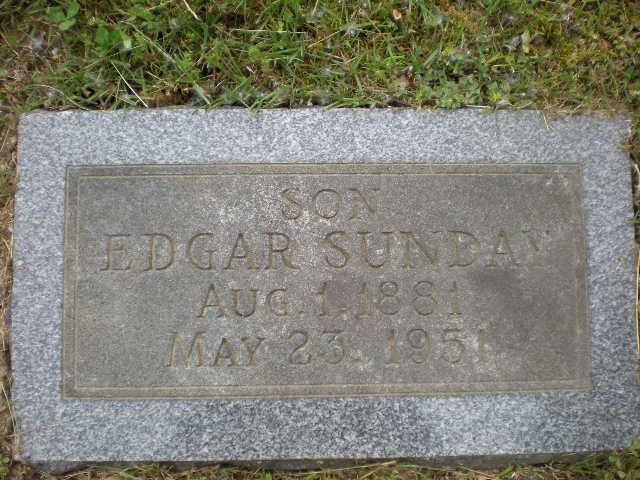 SON
EDGAR SUNDAY
AUG. 1, 1881
MAY 23, 1951